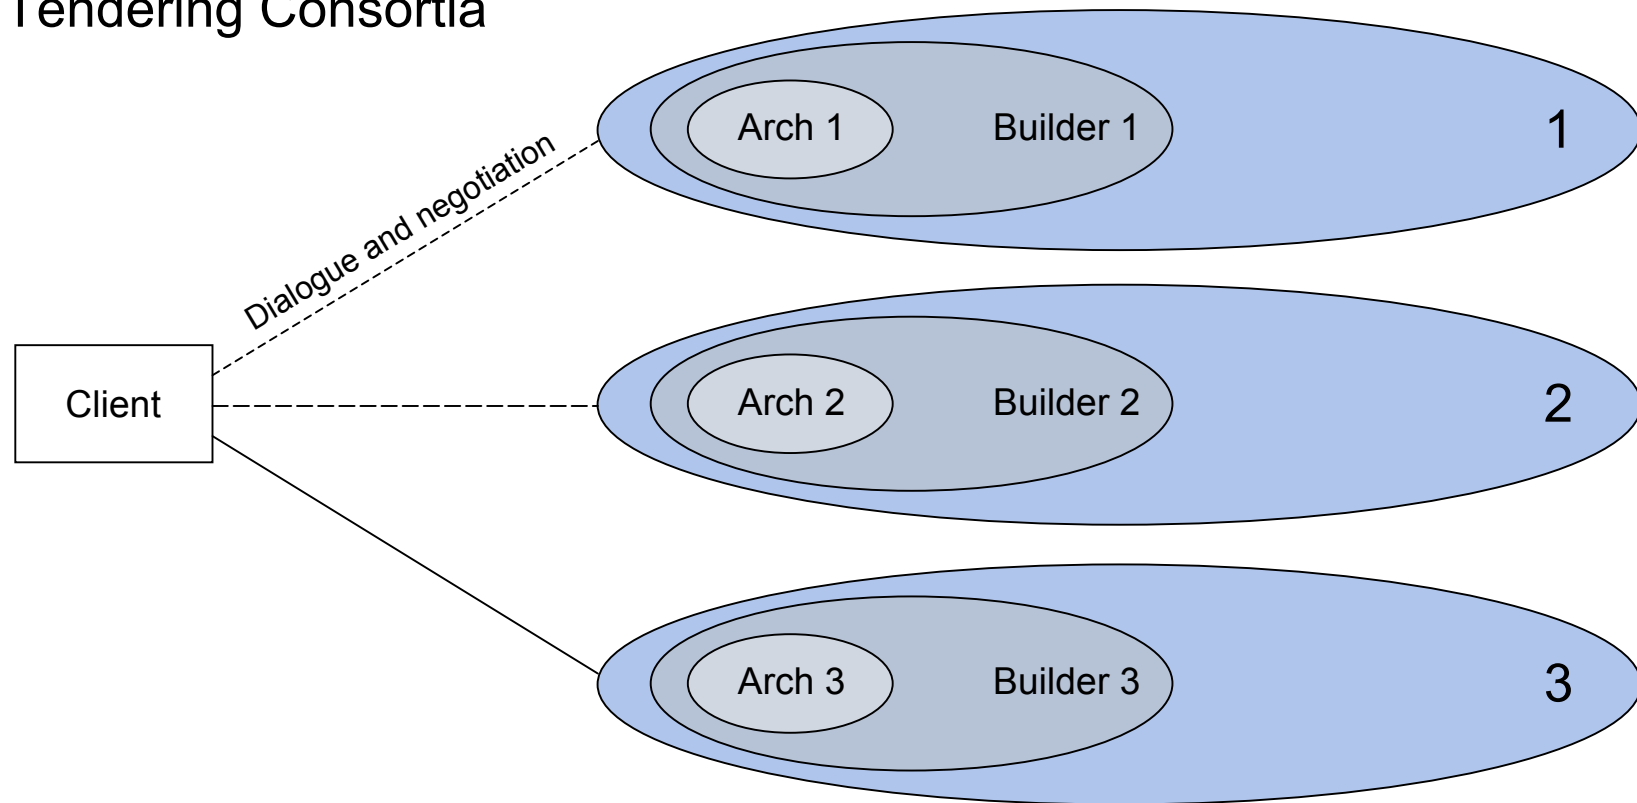 Tendering Consortia
Arch 1
Builder 1
1
Dialogue and negotiation
Client
Arch 2
Builder 2
2
Arch 3
Builder 3
3